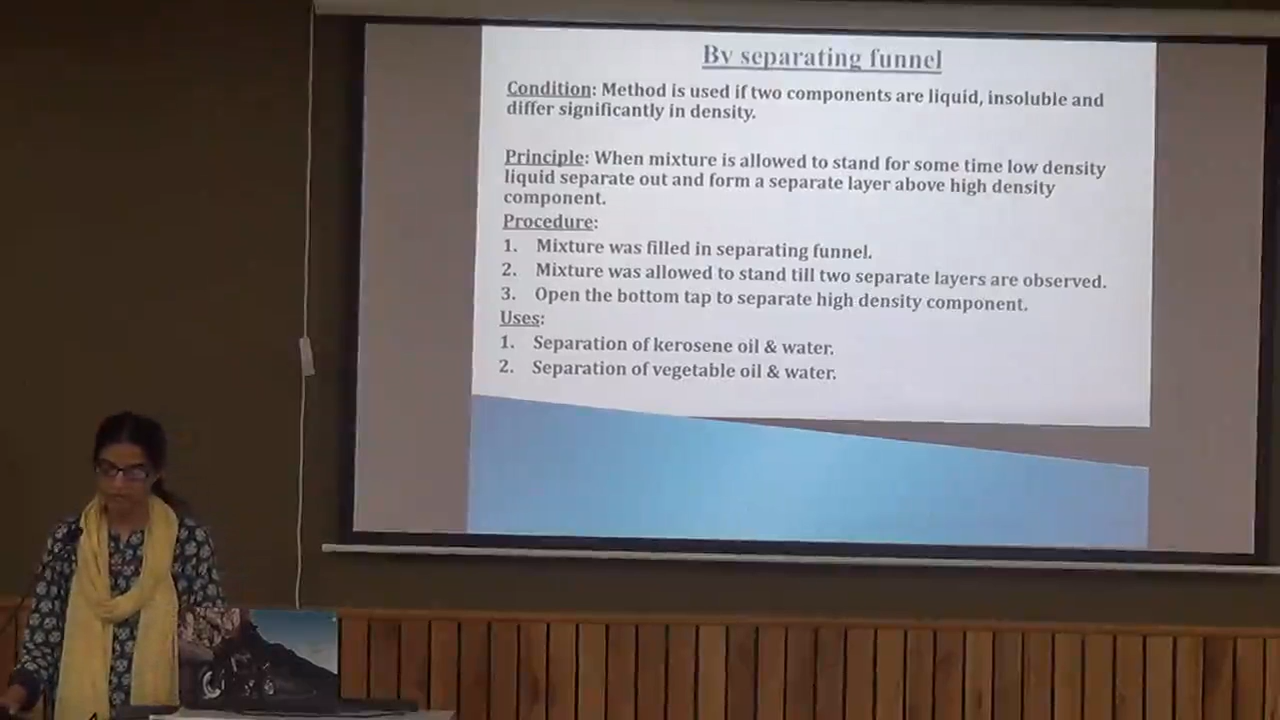 By separating funnel
Condition: Method is used if two components are liquid, insoluble and
differ significantly in density.
Principle: When mixture is allowed to stand for some time low density
liquid separate out and form a separate layer above high density
component.
Procedure:
1. Mixture was filled in separating funnel.
2. Mixture was allowed to stand till two separate layers are observed.
3. Open the bottom tap to separate high density component.
Uses:
1. Separation of kerosene oil & water.
2. Separation of vegetable oil & water.